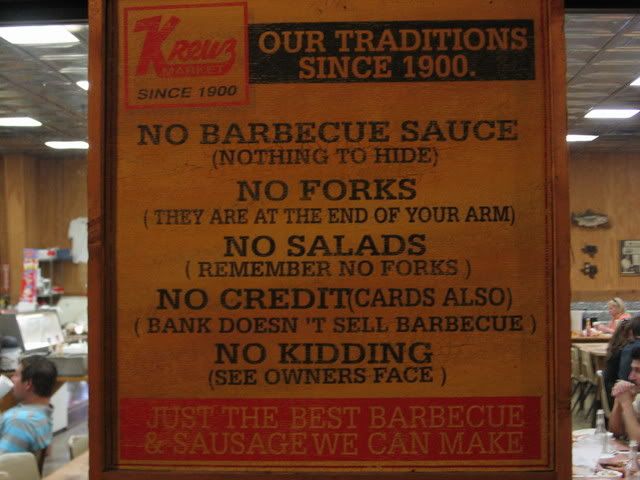 Kreuz
MARKET
SINCE 1900
OUR TRADITIONS
SINCE 1900.
NO BARBECUE SAUCE
(NOTHING TO HIDE)
NO FORKS
( THEY ARE AT THE END OF YOUR ARM)
NO SALADS
( REMEMBER NO FORKS )
NO CREDIT(CARDS ALSO)
( BANK DOESN 'T SELL BARBECUE )
NO KIDDING
(SEE OWNERS FACE )
JUST THE BEST BARBECUE
& SAUSAGE WE CAN MAKE